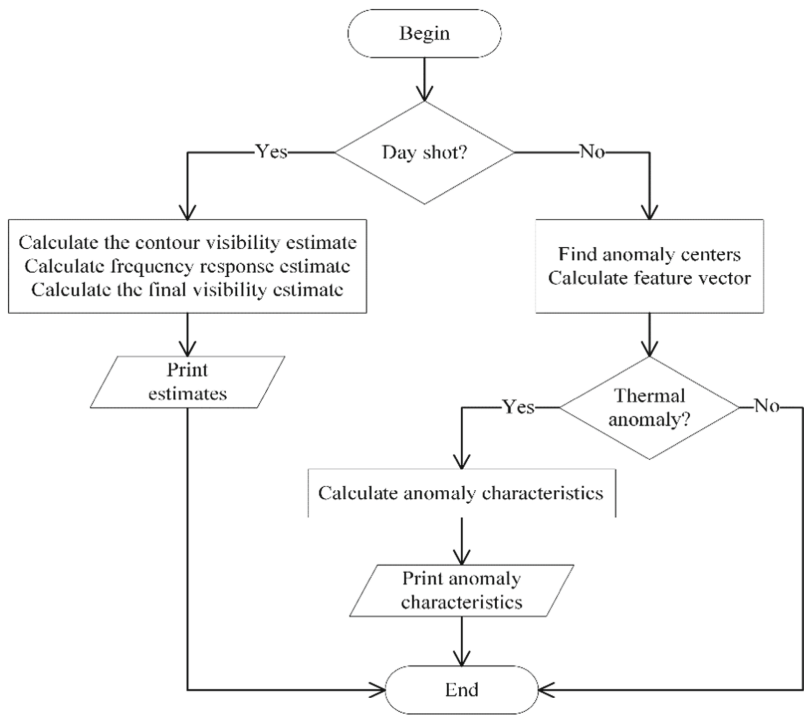 Begin
Day shot?
Yes
No
Calculate the contour visibility estimate
Calculate frequency response estimate
Calculate the final visibility estimate
Find anomaly centers
Calculate feature vector
Print
estimates
Thermal
anomaly?
Yes
No
Calculate anomaly characteristics
Print anomaly
characteristics
End